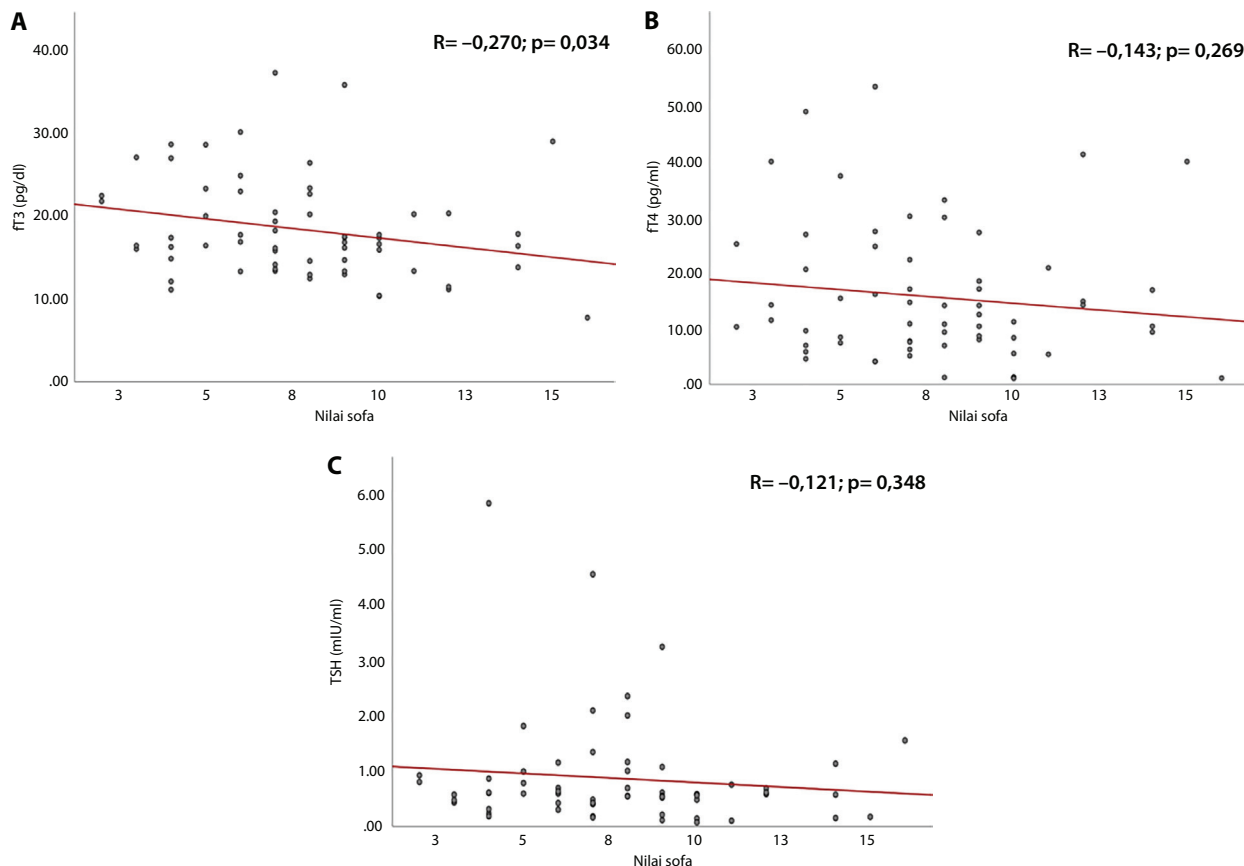 A
R= –0,270; p= 0,034
40.00
30.00
20.00
10.00
.00
fT3 (pg/dl)
3 5 8 10 13 15
Nilai sofa
B
R= –0,143; p= 0,269
60.00
50.00
40.00
30.00
20.00
10.00
.00
fT4 (pg/ml)
3 5 8 10 13 15
Nilai sofa
C
R= –0,121; p= 0,348
6.00
5.00
4.00
3.00
2.00
1.00
.00
TSH (mIU/ml)
3 5 8 10 13 15
Nilai sofa